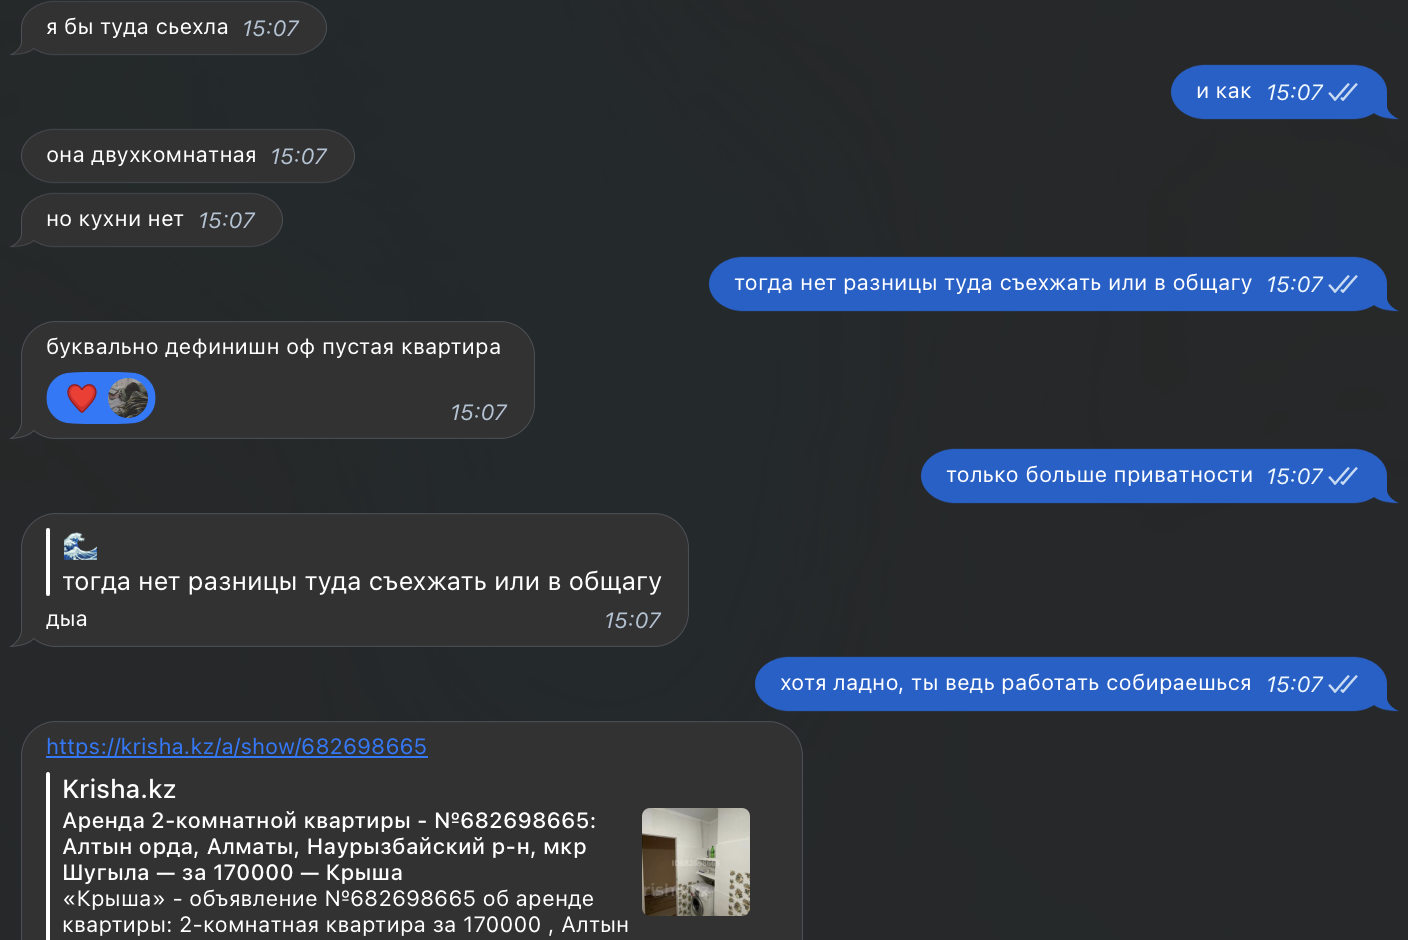 я бы туда сьехла 15:07
и как 15:07
она двухкомнатная 15:07
но кухни нет 15:07
тогда нет разницы туда съехжать или в общагу 15:07
буквально дефинишн оф пустая квартира
15:07
только больше приватности 15:07
тогда нет разницы туда съехжать или в общагу
дыа 15:07
хотя ладно, ты ведь работать собираешься 15:07
https://krisha.kz/a/show/682698665
Krisha.kz
Аренда 2-комнатной квартиры - №682698665:
Алтын орда, Алматы, Наурызбайский р-н, мкр
Шугыла — за 170000 — Крыша
«Крыша» - объявление №682698665 об аренде
квартиры: 2-комнатная квартира за 170000 , Алтын